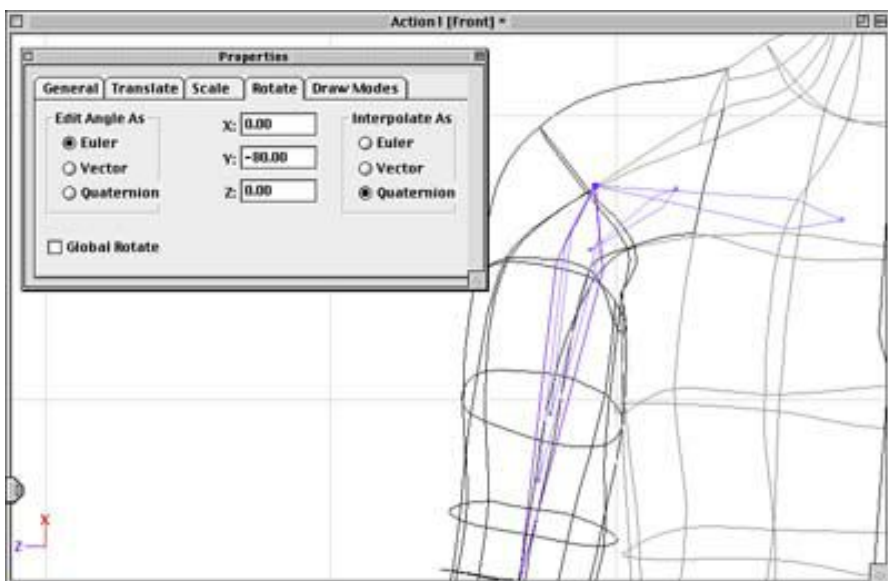 Action1 [Front] *
Properties
General Translate Scale Rotate Draw Modes
Edit Angle As
Euler
Vector
Quaternion
X: 0.00
Y: -80.00
Z: 0.00
Interpolate As
Euler
Vector
Quaternion
Global Rotate
X
Z